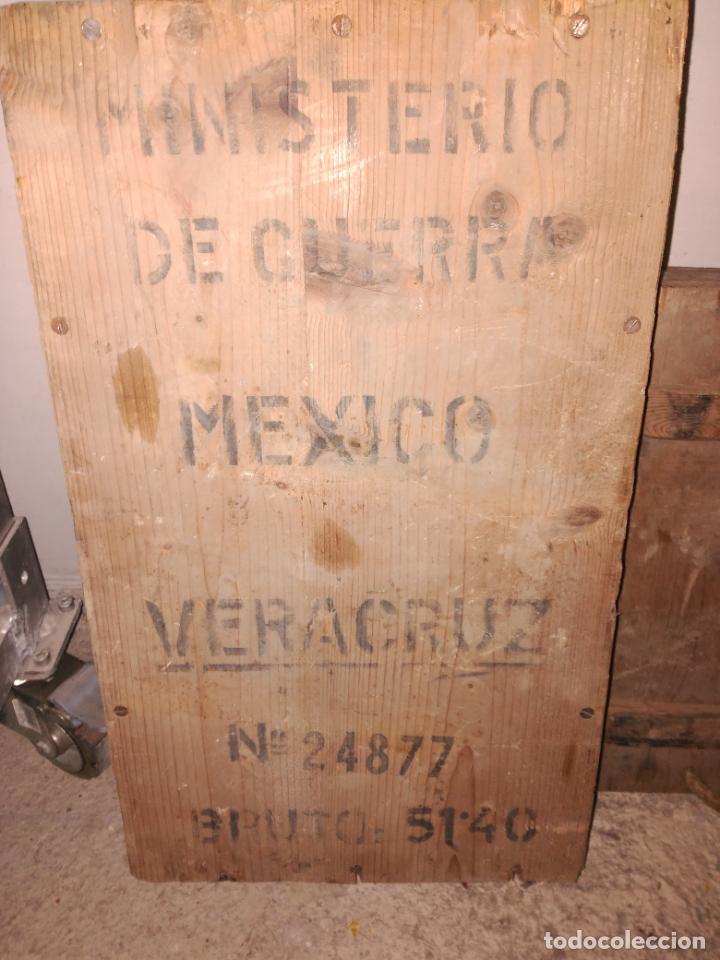 MINISTERIO
DE GUERRA
MEXICO
VERACRUZ
Nº 24877
BRUTO: 51·40
todocoleccion